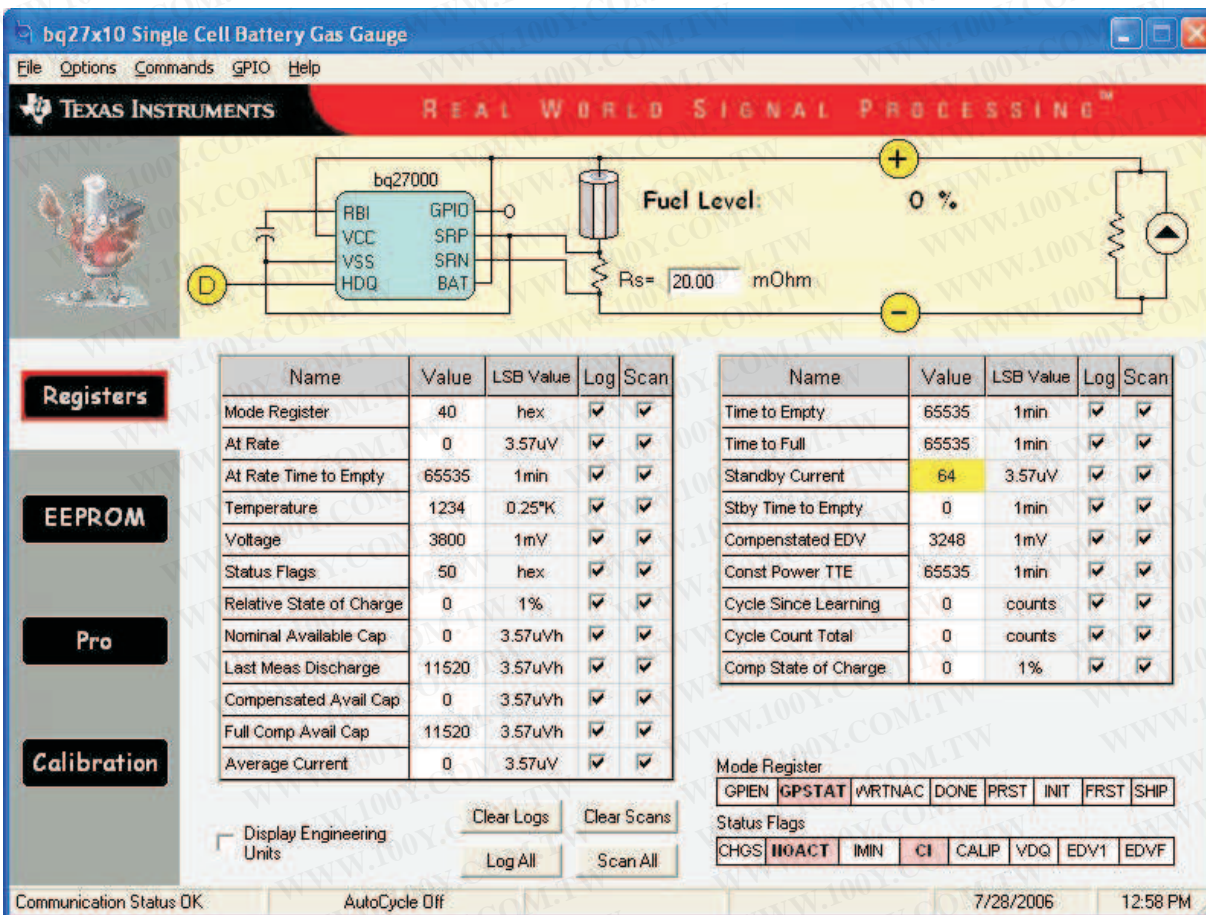 bq27x10 Single Cell Battery Gas Gauge
File Options Commands GPIO Help
TEXAS INSTRUMENTS
REAL WORLD SIGNAL PROCESSING™
bq27000
RBI GPIO
VCC SRP
VSS SRN
HDQ BAT
D
Fuel Level: 0 %
Rs= 20.00 mOhm
+
-
Registers
EEPROM
Pro
Calibration
Name Value LSB Value Log Scan
Mode Register 40 hex
At Rate 0 3.57uV
At Rate Time to Empty 65535 1min
Temperature 1234 0.25°K
Voltage 3800 1mV
Status Flags 50 hex
Relative State of Charge 0 1%
Nominal Available Cap 0 3.57uVh
Last Meas Discharge 11520 3.57uVh
Compensated Avail Cap 0 3.57uVh
Full Comp Avail Cap 11520 3.57uVh
Average Current 0 3.57uV
Name Value LSB Value Log Scan
Time to Empty 65535 1min
Time to Full 65535 1min
Standby Current 64 3.57uV
Stby Time to Empty 0 1min
Compenstated EDV 3248 1mV
Const Power TTE 65535 1min
Cycle Since Learning 0 counts
Cycle Count Total 0 counts
Comp State of Charge 0 1%
Display Engineering
Units
Clear Logs Clear Scans
Log All Scan All
Mode Register
GPIEN GPSTAT WRTNAC DONE PRST INIT FRST SHIP
Status Flags
CHGS NOACT IMIN CI CALIP VDQ EDV1 EDVF
Communication Status OK AutoCycle Off 7/28/2006 12:58 PM
WWW.100Y.COM.TW